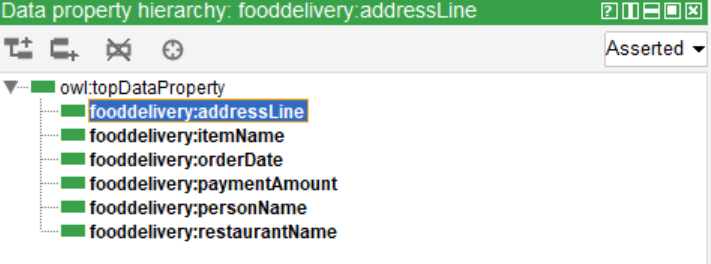 Data property hierarchy: fooddelivery:addressLine
Asserted
owl:topDataProperty
fooddelivery:addressLine
fooddelivery:itemName
fooddelivery:orderDate
fooddelivery:paymentAmount
fooddelivery:personName
fooddelivery:restaurantName